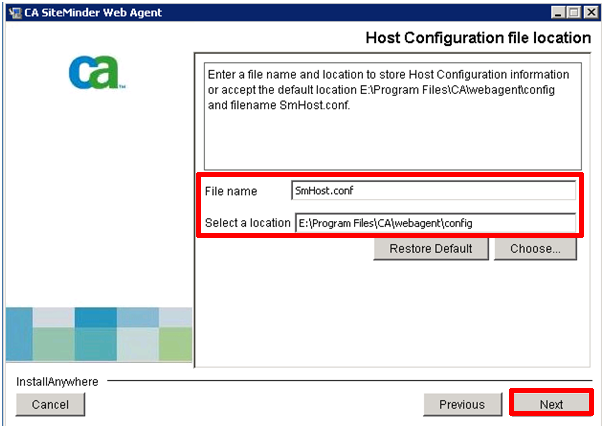 CA SiteMinder Web Agent
Host Configuration file location
ca™
Enter a file name and location to store Host Configuration information
or accept the default location E:\Program Files\CA\webagent\config
and filename SmHost.conf.
File name SmHost.conf
Select a location E:\Program Files\CA\webagent\config
Restore Default Choose...
InstallAnywhere
Cancel Previous Next